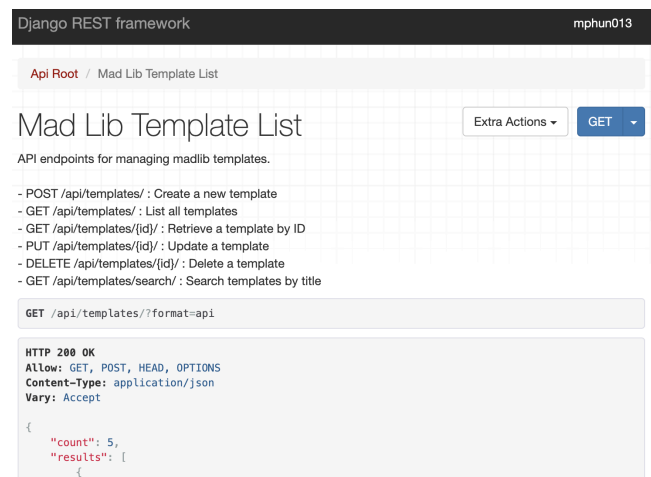 Django REST framework
mphun013
Api Root / Mad Lib Template List
Mad Lib Template List
Extra Actions
GET
API endpoints for managing madlib templates.
- POST /api/templates/ : Create a new template
- GET /api/templates/ : List all templates
- GET /api/templates/{id}/ : Retrieve a template by ID
- PUT /api/templates/{id}/ : Update a template
- DELETE /api/templates/{id}/ : Delete a template
- GET /api/templates/search/ : Search templates by title
GET /api/templates/?format=api
HTTP 200 OK
Allow: GET, POST, HEAD, OPTIONS
Content-Type: application/json
Vary: Accept
{
"count": 5,
"results": [
{